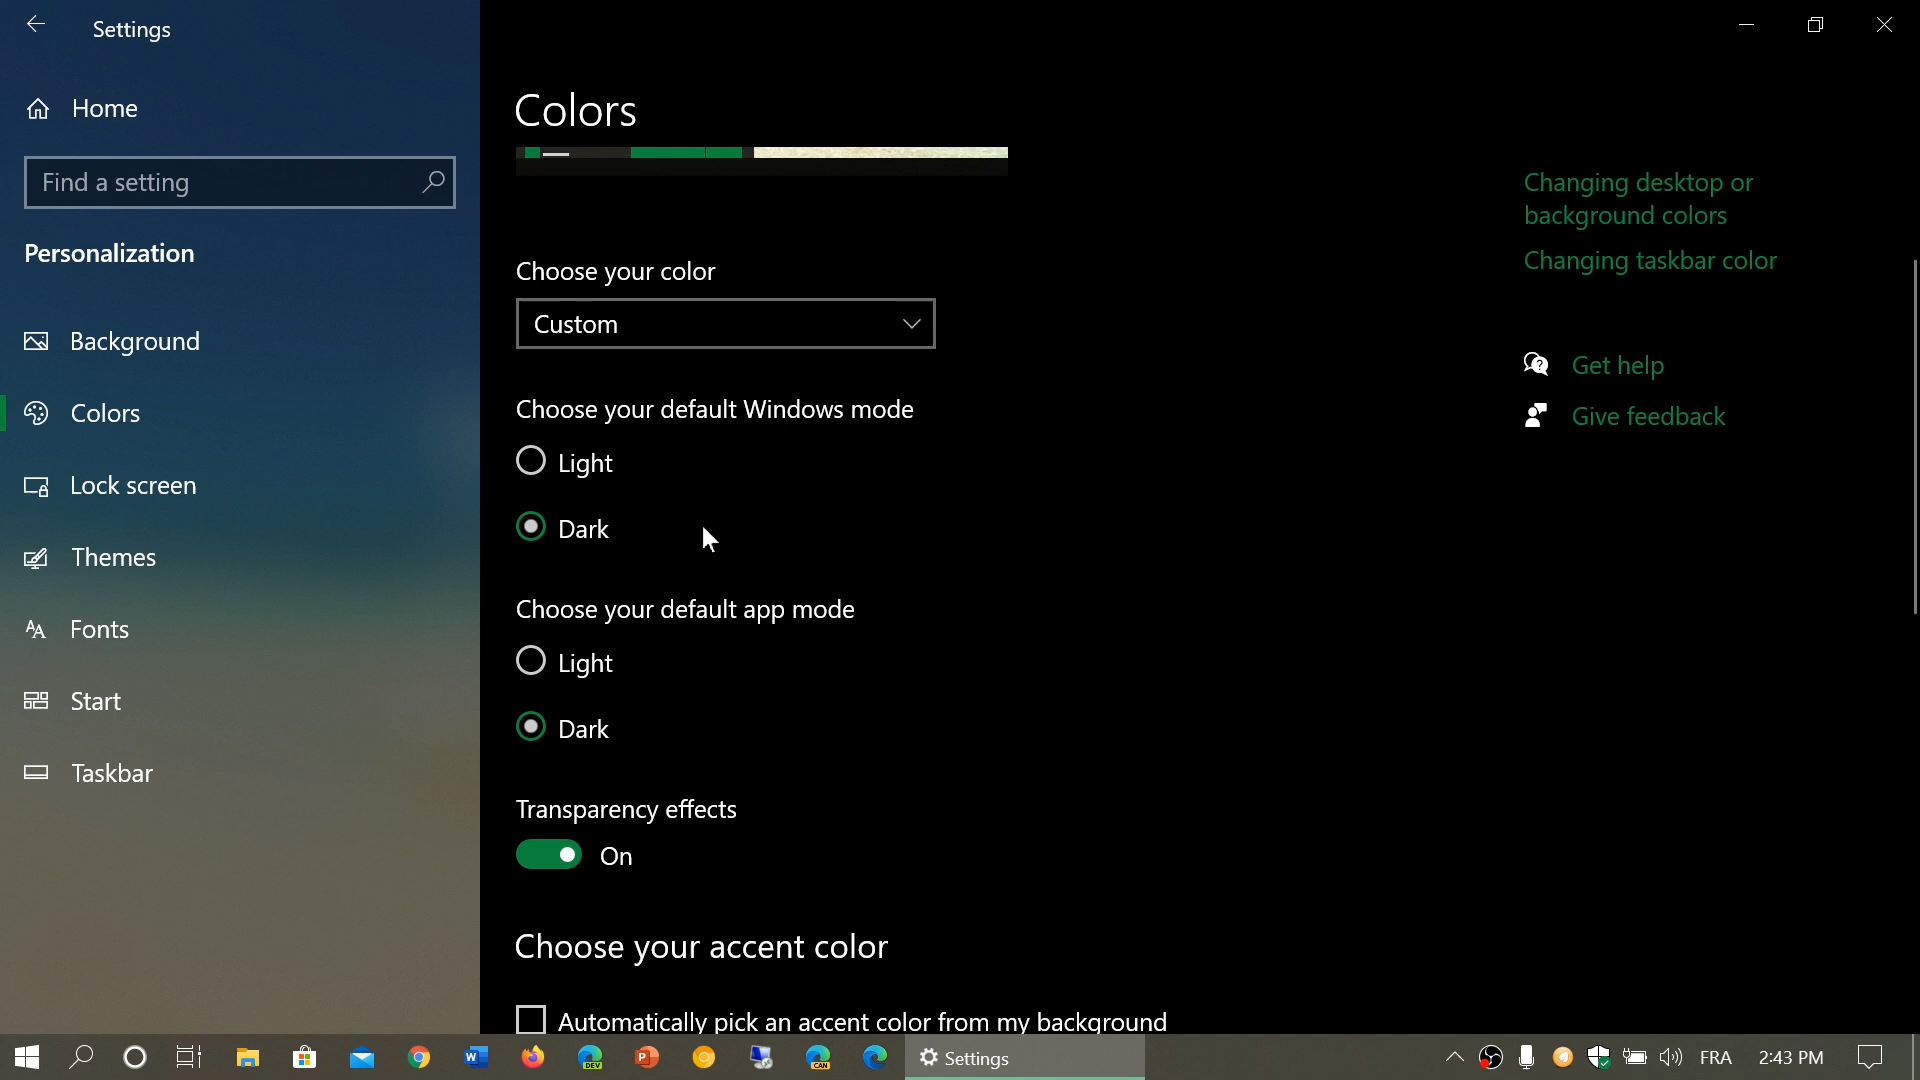 Settings
Home
Find a setting
Personalization
Background
Colors
Lock screen
Themes
Fonts
Start
Taskbar
Colors
Choose your color
Custom
Choose your default Windows mode
Light
Dark
Choose your default app mode
Light
Dark
Transparency effects
On
Choose your accent color
Automatically pick an accent color from my background
Changing desktop or
background colors
Changing taskbar color
Get help
Give feedback
W
DEV
P
CAN
Settings
FRA
2:43 PM